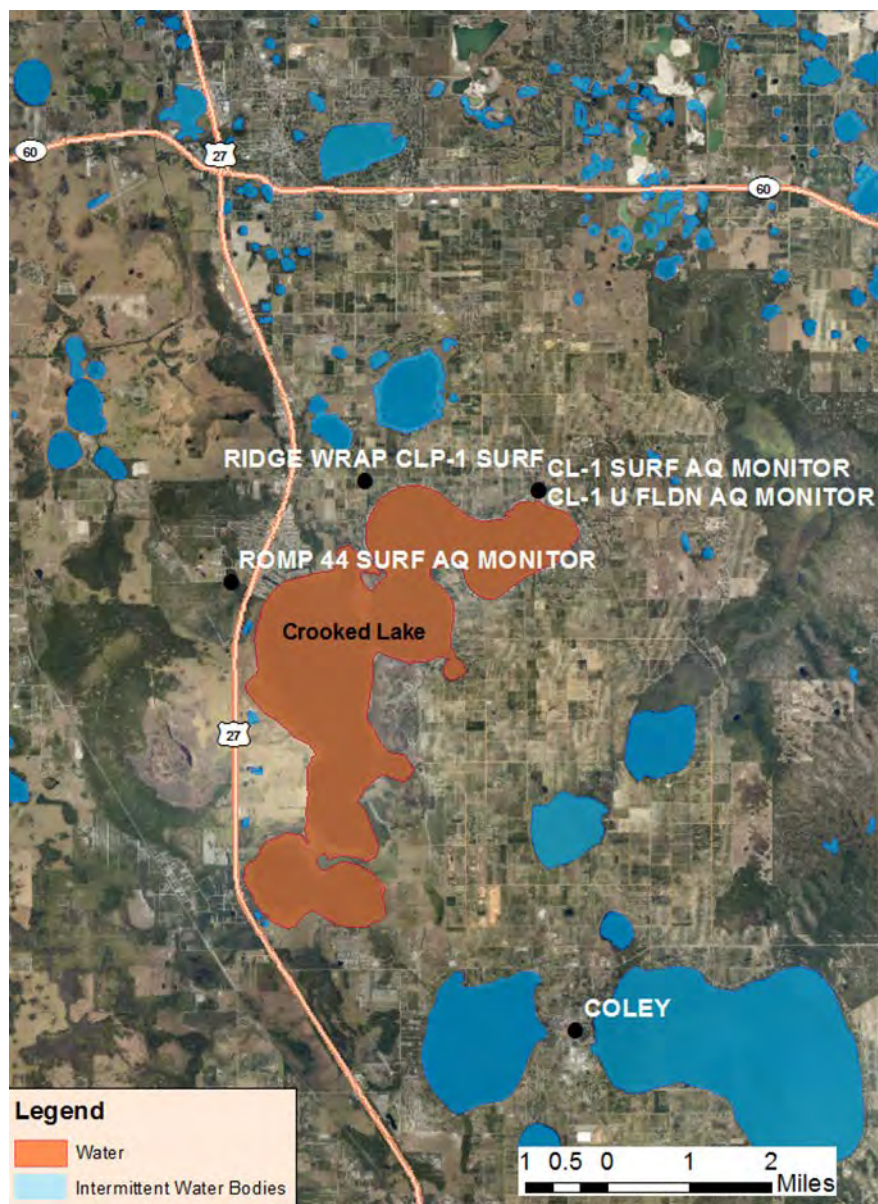 60
27
60
RIDGE WRAP CLP-1 SURF
CL-1 SURF AQ MONITOR
CL-1 U FLDN AQ MONITOR
ROMP 44 SURF AQ MONITOR
Crooked Lake
27
COLEY
Legend
Water
Intermittent Water Bodies
1 0.5 0 1 2
Miles